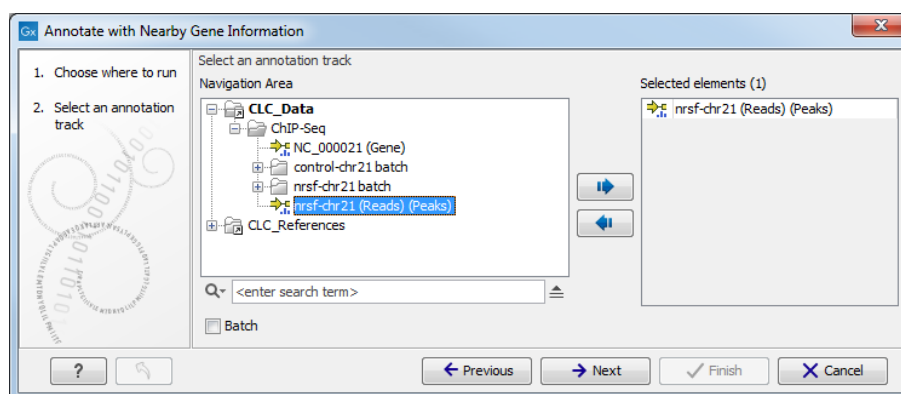 Gx Annotate with Nearby Gene Information
1. Choose where to run
2. Select an annotation
track
Select an annotation track
Navigation Area
CLC_Data
ChIP-Seq
NC_000021 (Gene)
control-chr21 batch
nrsf-chr21 batch
nrsf-chr21 (Reads) (Peaks)
CLC_References
<enter search term>
Batch
Selected elements (1)
nrsf-chr21 (Reads) (Peaks)
?
Previous
Next
Finish
Cancel